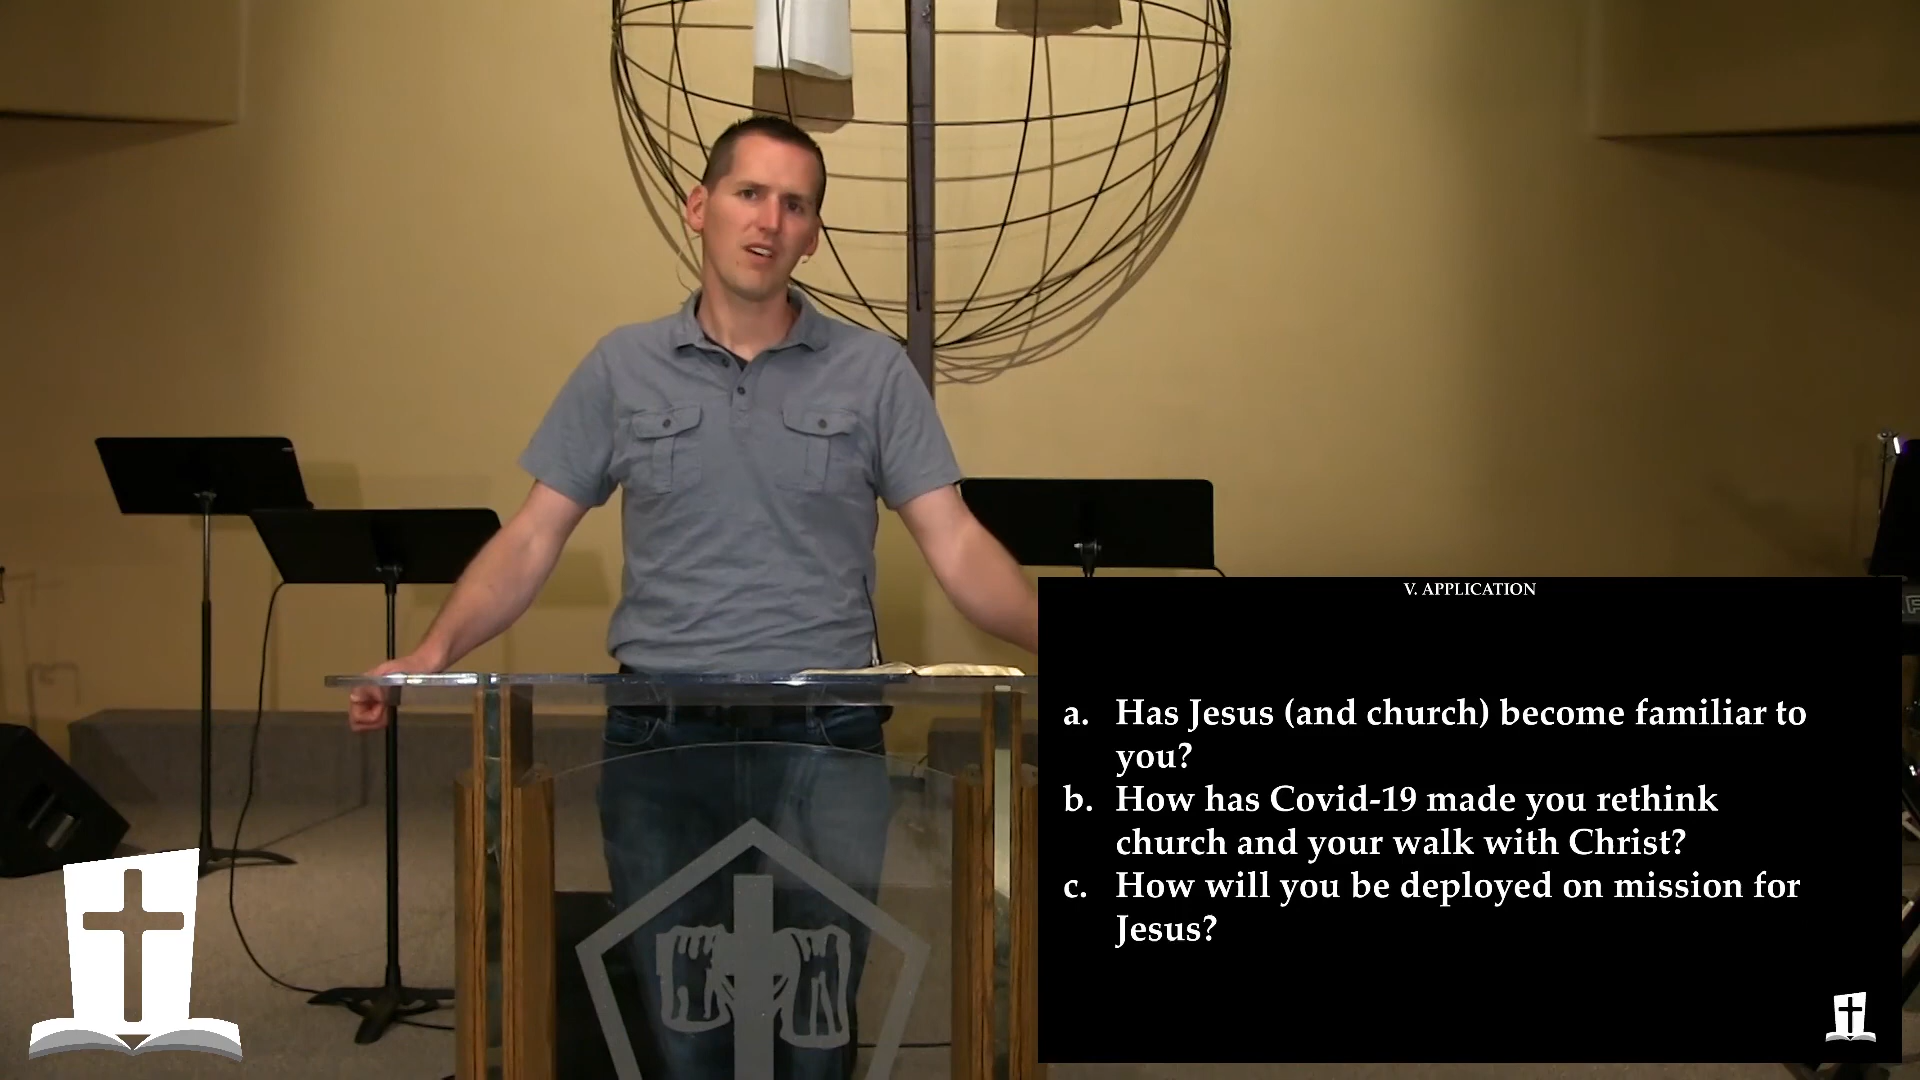 V. APPLICATION
a. Has Jesus (and church) become familiar to
you?
b. How has Covid-19 made you rethink
church and your walk with Christ?
c. How will you be deployed on mission for
Jesus?